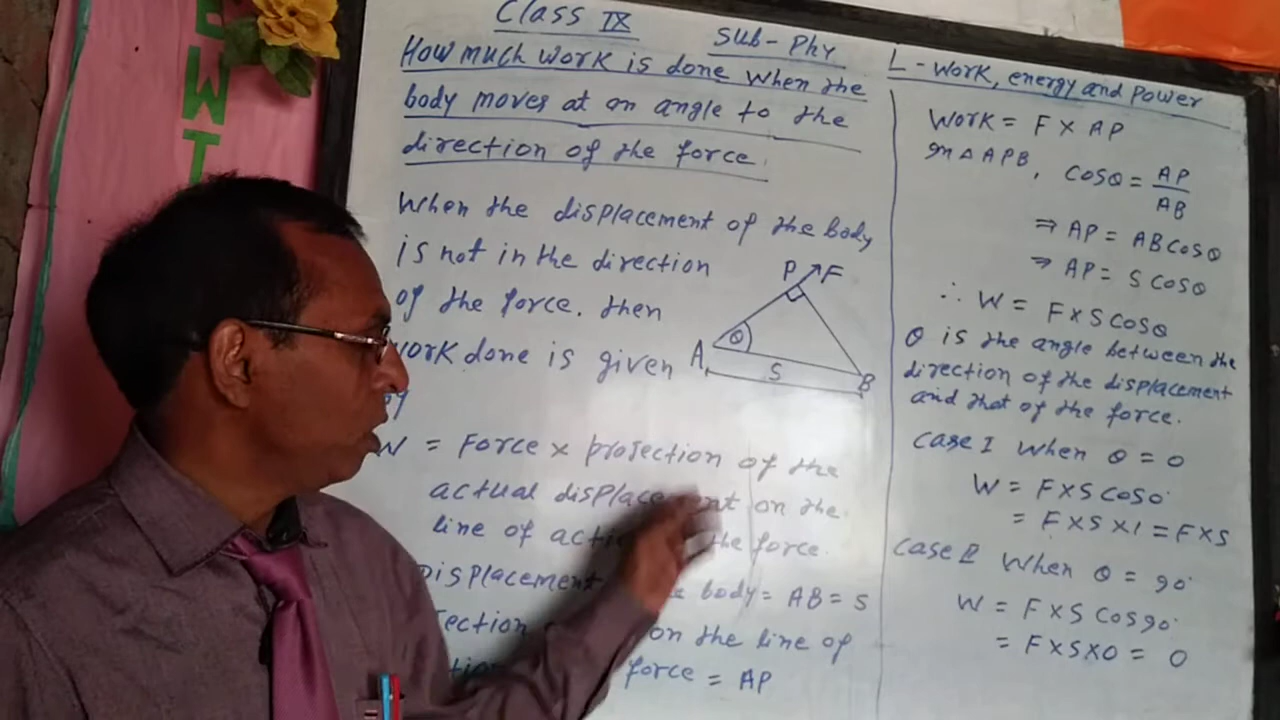 EWT
Class IX
Sub- Phy
L- Work, energy and Power
How much work is done when the
body moves at an angle to the
direction of the force.
When the displacement of the body
is not in the direction
of the force. then
work done is given
by
W = Force × projection of the
actual displacement on the
line of the force.
Displacement body = AB = S
on the line of
force = AP
P F
θ
A S B
Work = F × AP
In △ APB, cosθ = AP/AB
⇒ AP = AB cosθ
⇒ AP = S cosθ
∴ W = F × S cosθ
θ is the angle between the
direction of the displacement
and that of the force.
Case I When θ = 0
W = F × S cos0°
= F × S × 1 = F × S
Case II When θ = 90°
W = F × S cos90°
= F × S × 0 = 0